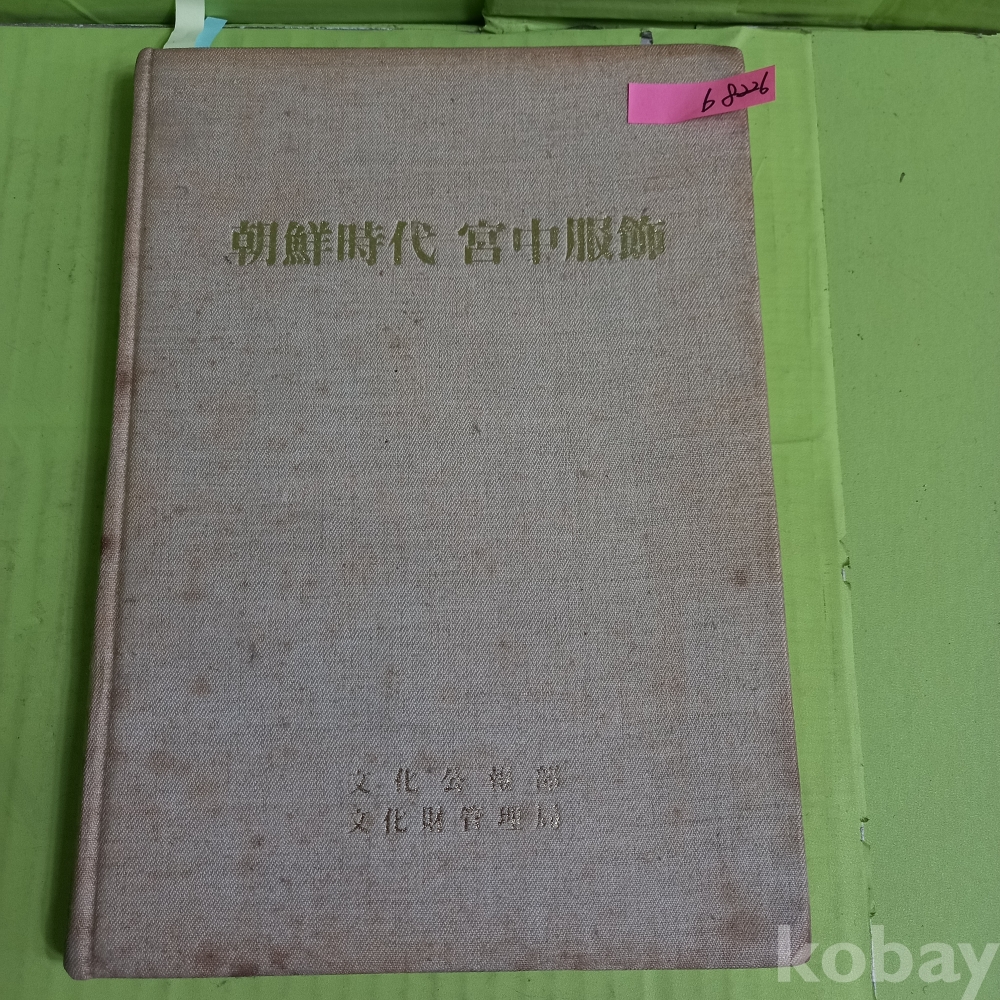 68226
朝鮮時代 宮中服飾
文化公報部
文化財管理局
kobay